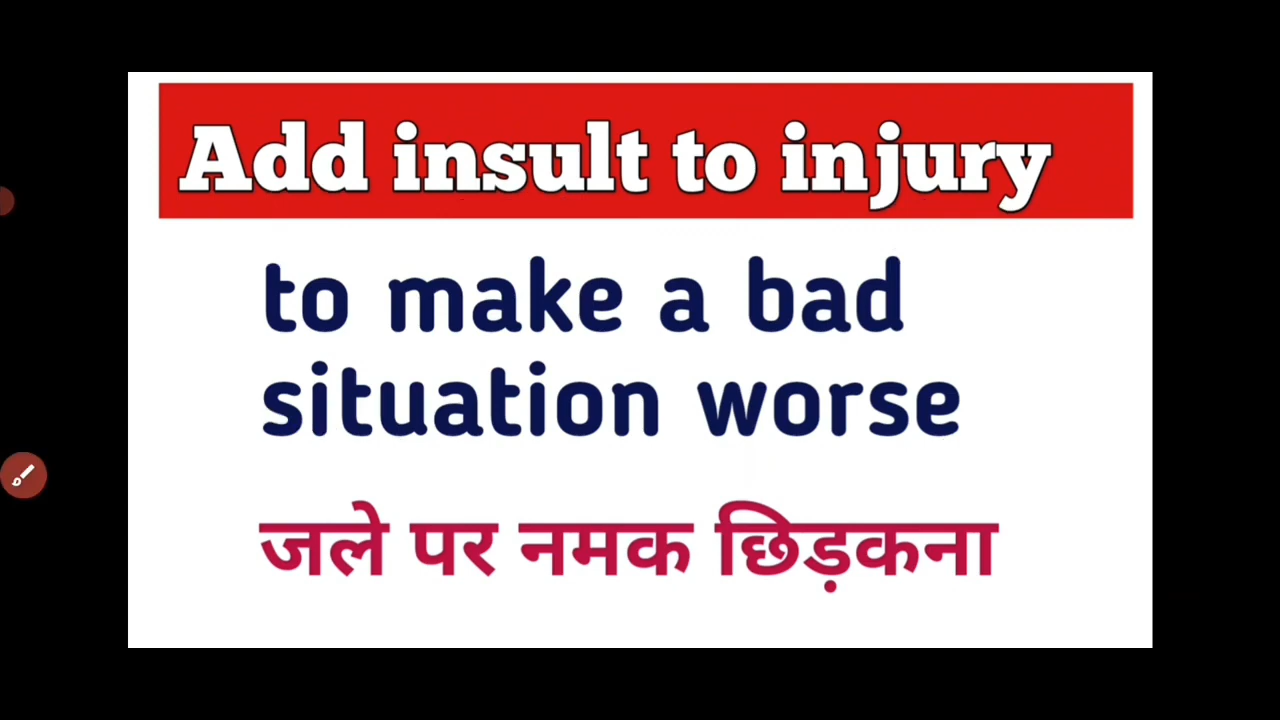 Add insult to injury
to make a bad
situation worse
जले पर नमक छिड़कना